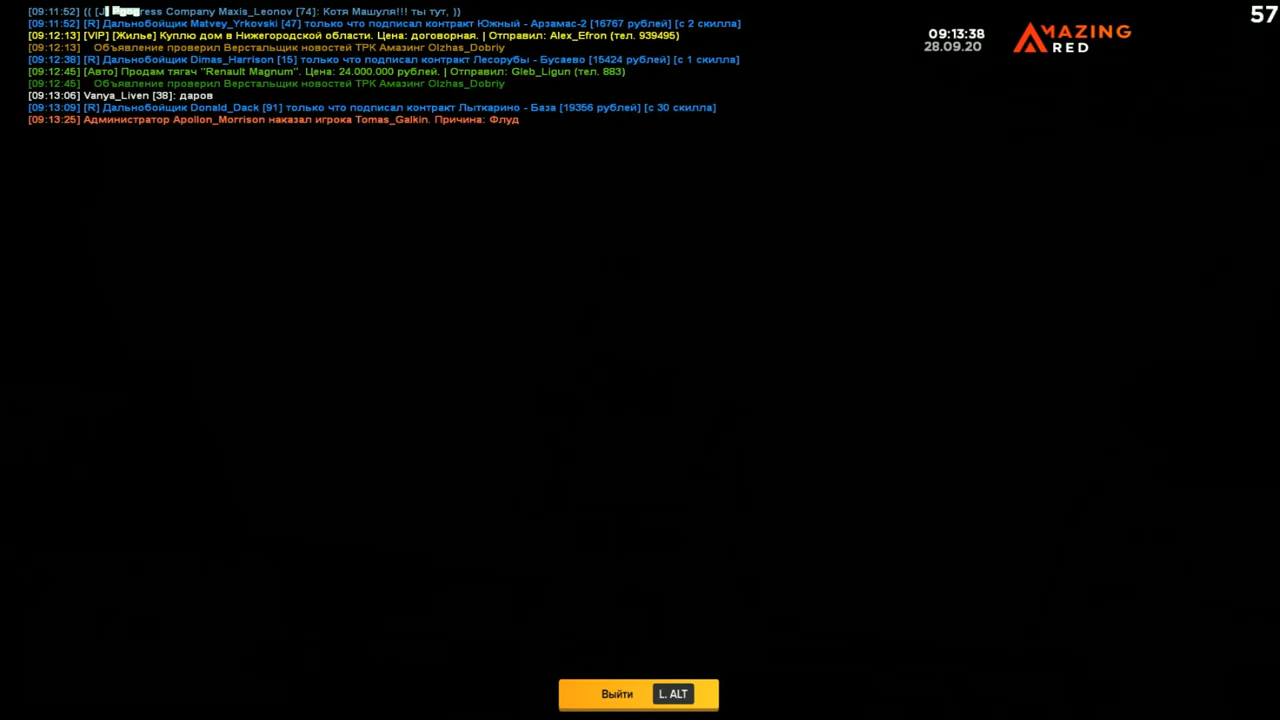 [09:11:52] (( [J ress Company Maxis_Leonov [74]: Котя Машуля!!! ты тут, ))
[09:11:52] [R] Дальнобойщик Matvey_Yrkovski [47] только что подписал контракт Южный - Арзамас-2 [16767 рублей] [с 2 скилла]
[09:12:13] [VIP] [Жилье] Куплю дом в Нижегородской области. Цена: договорная. | Отправил: Alex_Efron (тел. 939495)
[09:12:13] Объявление проверил Верстальщик новостей ТРК Амазинг Olzhas_Dobriy
[09:12:38] [R] Дальнобойщик Dimas_Harrison [15] только что подписал контракт Лесорубы - Бусаево [15424 рублей] [с 1 скилла]
[09:12:45] [Авто] Продам тягач "Renault Magnum". Цена: 24.000.000 рублей. | Отправил: Gleb_Ligun (тел. 883)
[09:12:45] Объявление проверил Верстальщик новостей ТРК Амазинг Olzhas_Dobriy
[09:13:06] Vanya_Liven [38]: даров
[09:13:09] [R] Дальнобойщик Donald_Dack [91] только что подписал контракт Лыткарино - База [19356 рублей] [с 30 скилла]
[09:13:25] Администратор Apollon_Morrison наказал игрока Tomas_Galkin. Причина: Флуд
57
09:13:38
28.09.20
AMAZING
RED
Выйти L. ALT